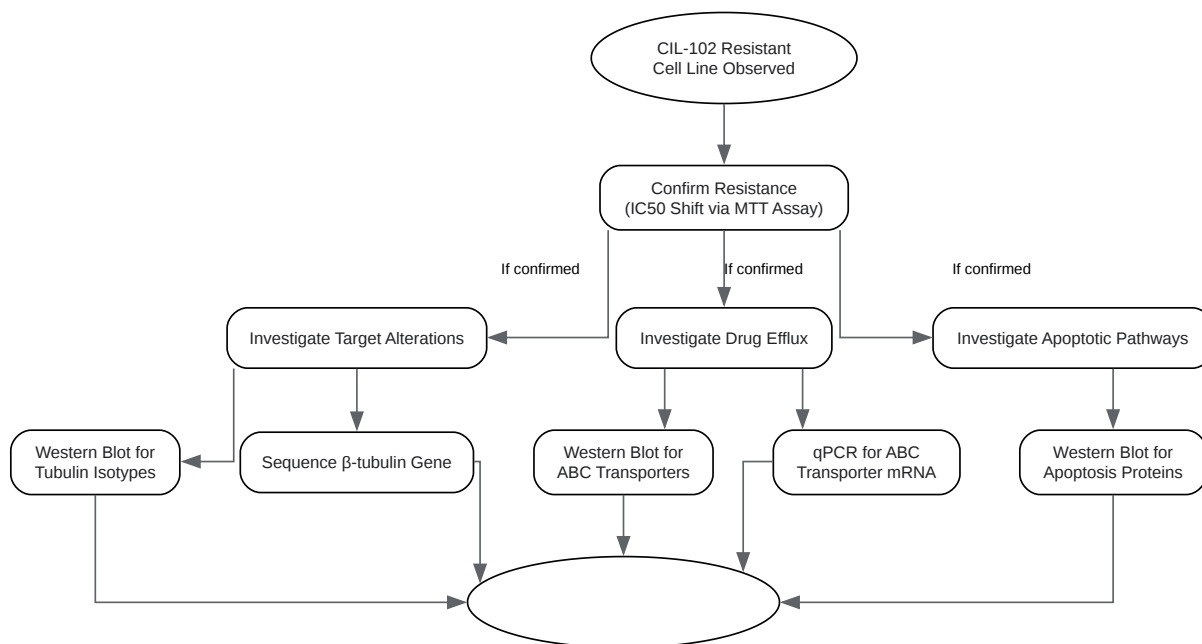 CIL-102 Resistant
Cell Line Observed
Confirm Resistance
(IC50 Shift via MTT Assay)
If confirmed
If confirmed
If confirmed
Investigate Target Alterations
Investigate Drug Efflux
Investigate Apoptotic Pathways
Western Blot for
Tubulin Isotypes
Sequence β-tubulin Gene
Western Blot for
ABC Transporters
qPCR for ABC
Transporter mRNA
Western Blot for
Apoptosis Proteins